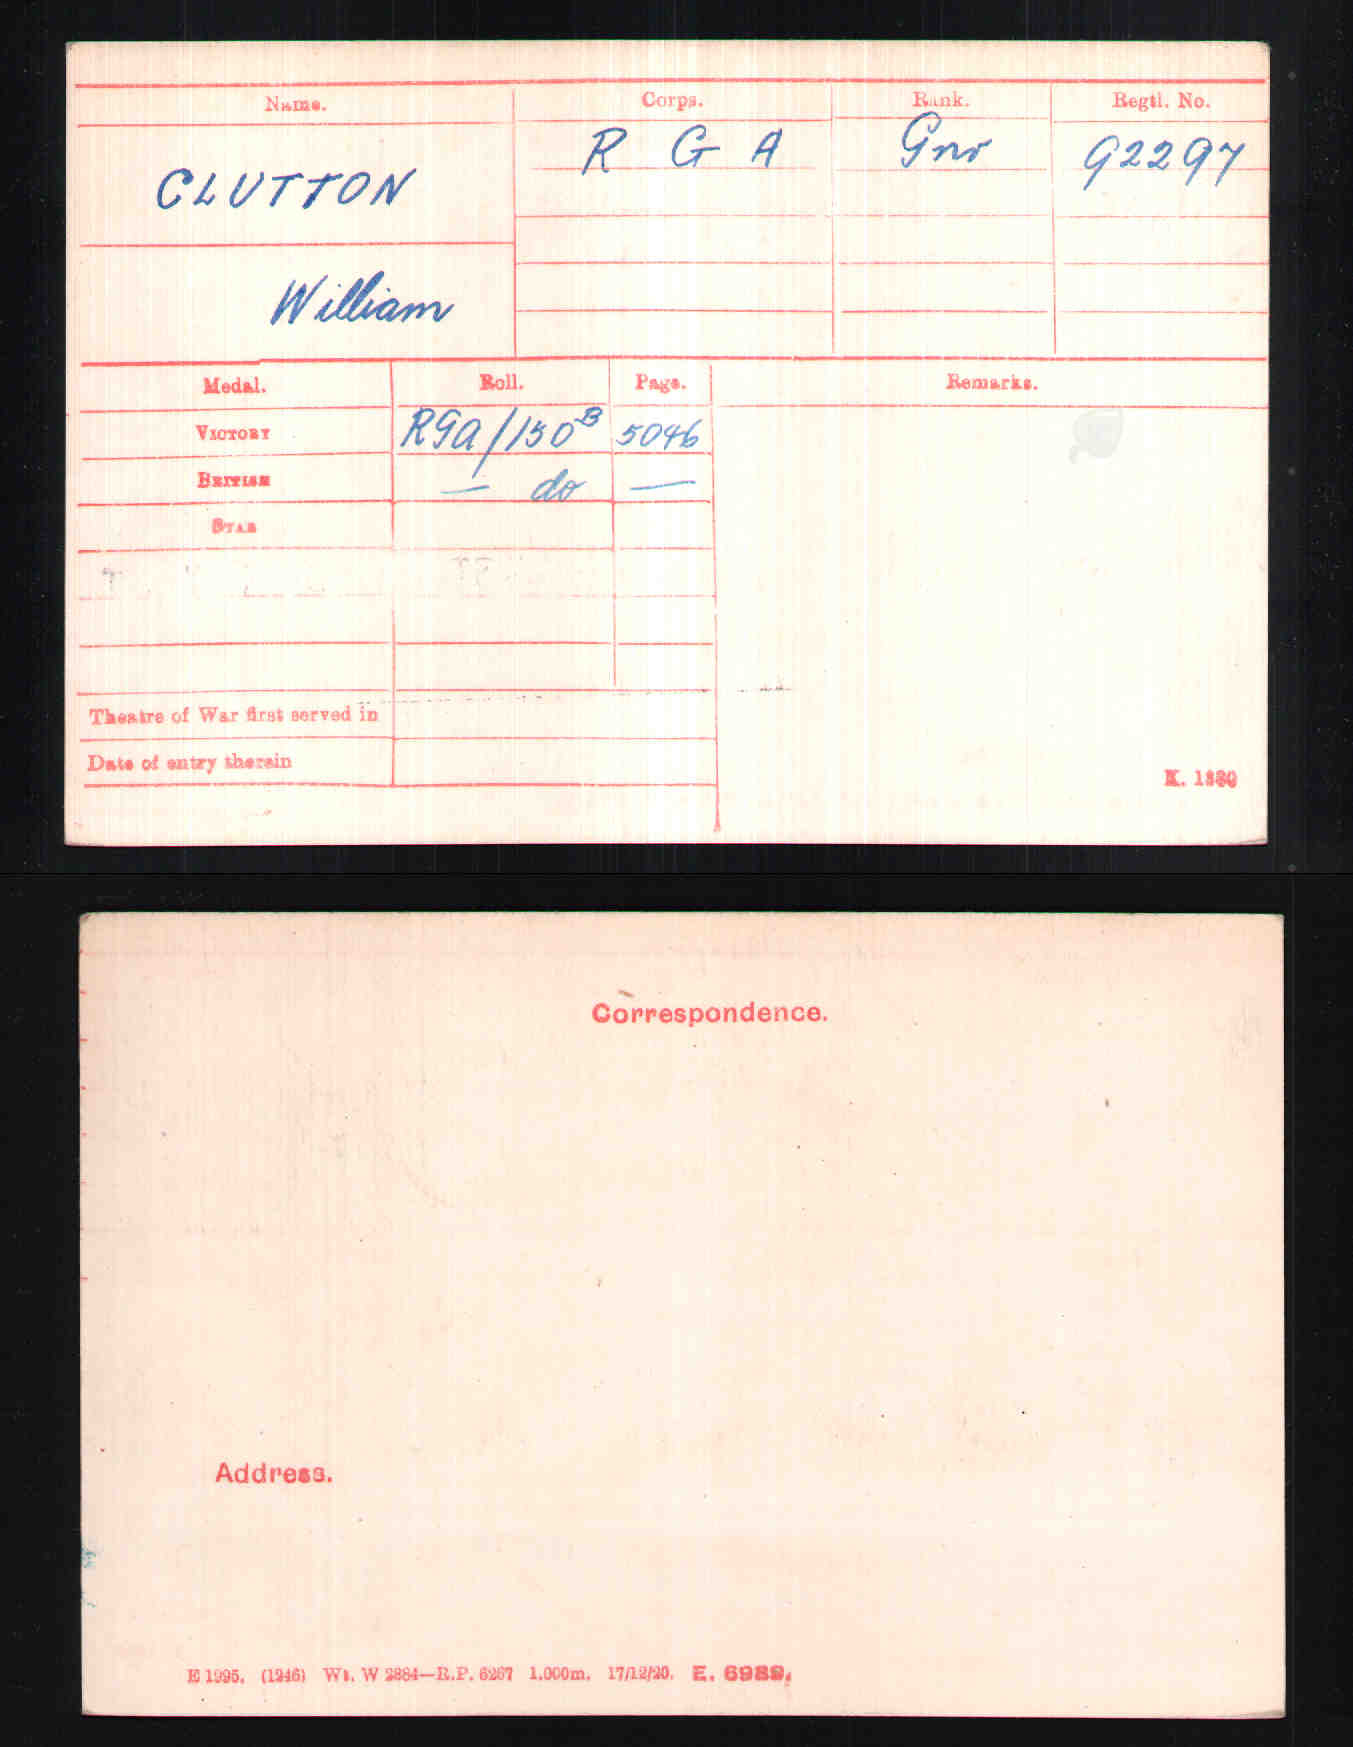 Name. Corps. Rank. Regtl. No.
CLUTTON R G A Gnr 92297
William
Medal. Roll. Page. Remarks.
VICTORY RGA/150B 5046
BRITISH — do —
STAR
Theatre of War first served in
Date of entry therein
K. 1380
Correspondence.
Address.
E 1995. (1946) Wt. W 2884—R.P. 6267 1,000m. 17/12/20. E. 6989.